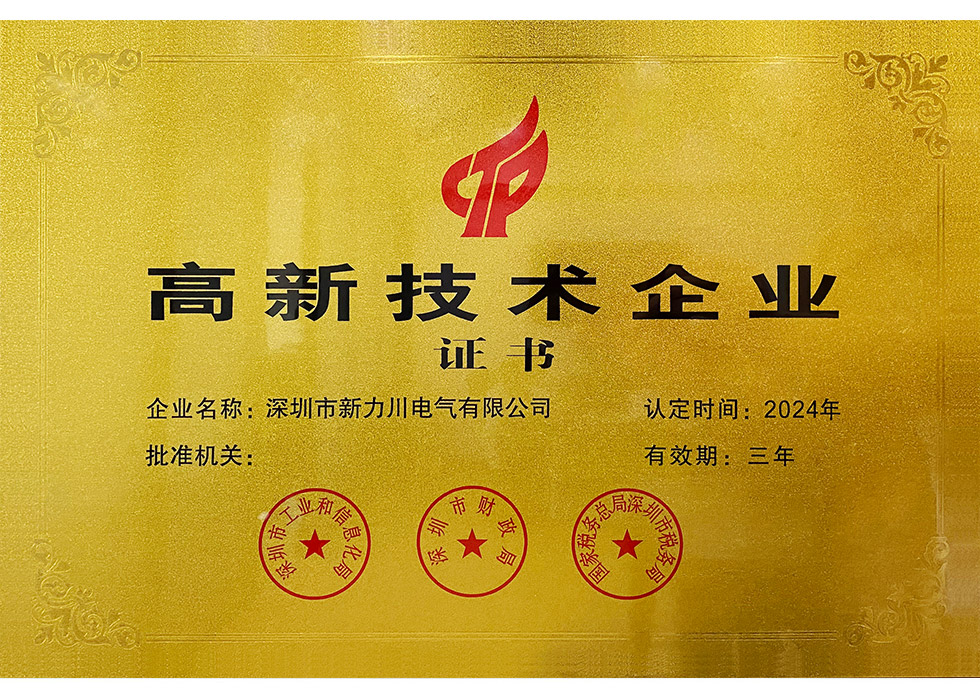 高新技术企业
证书
企业名称：深圳市新力川电气有限公司
认定时间：2024年
批准机关：
有效期：三年
深圳市工业和信息化局
深圳市财政局
国家税务总局深圳市税务局